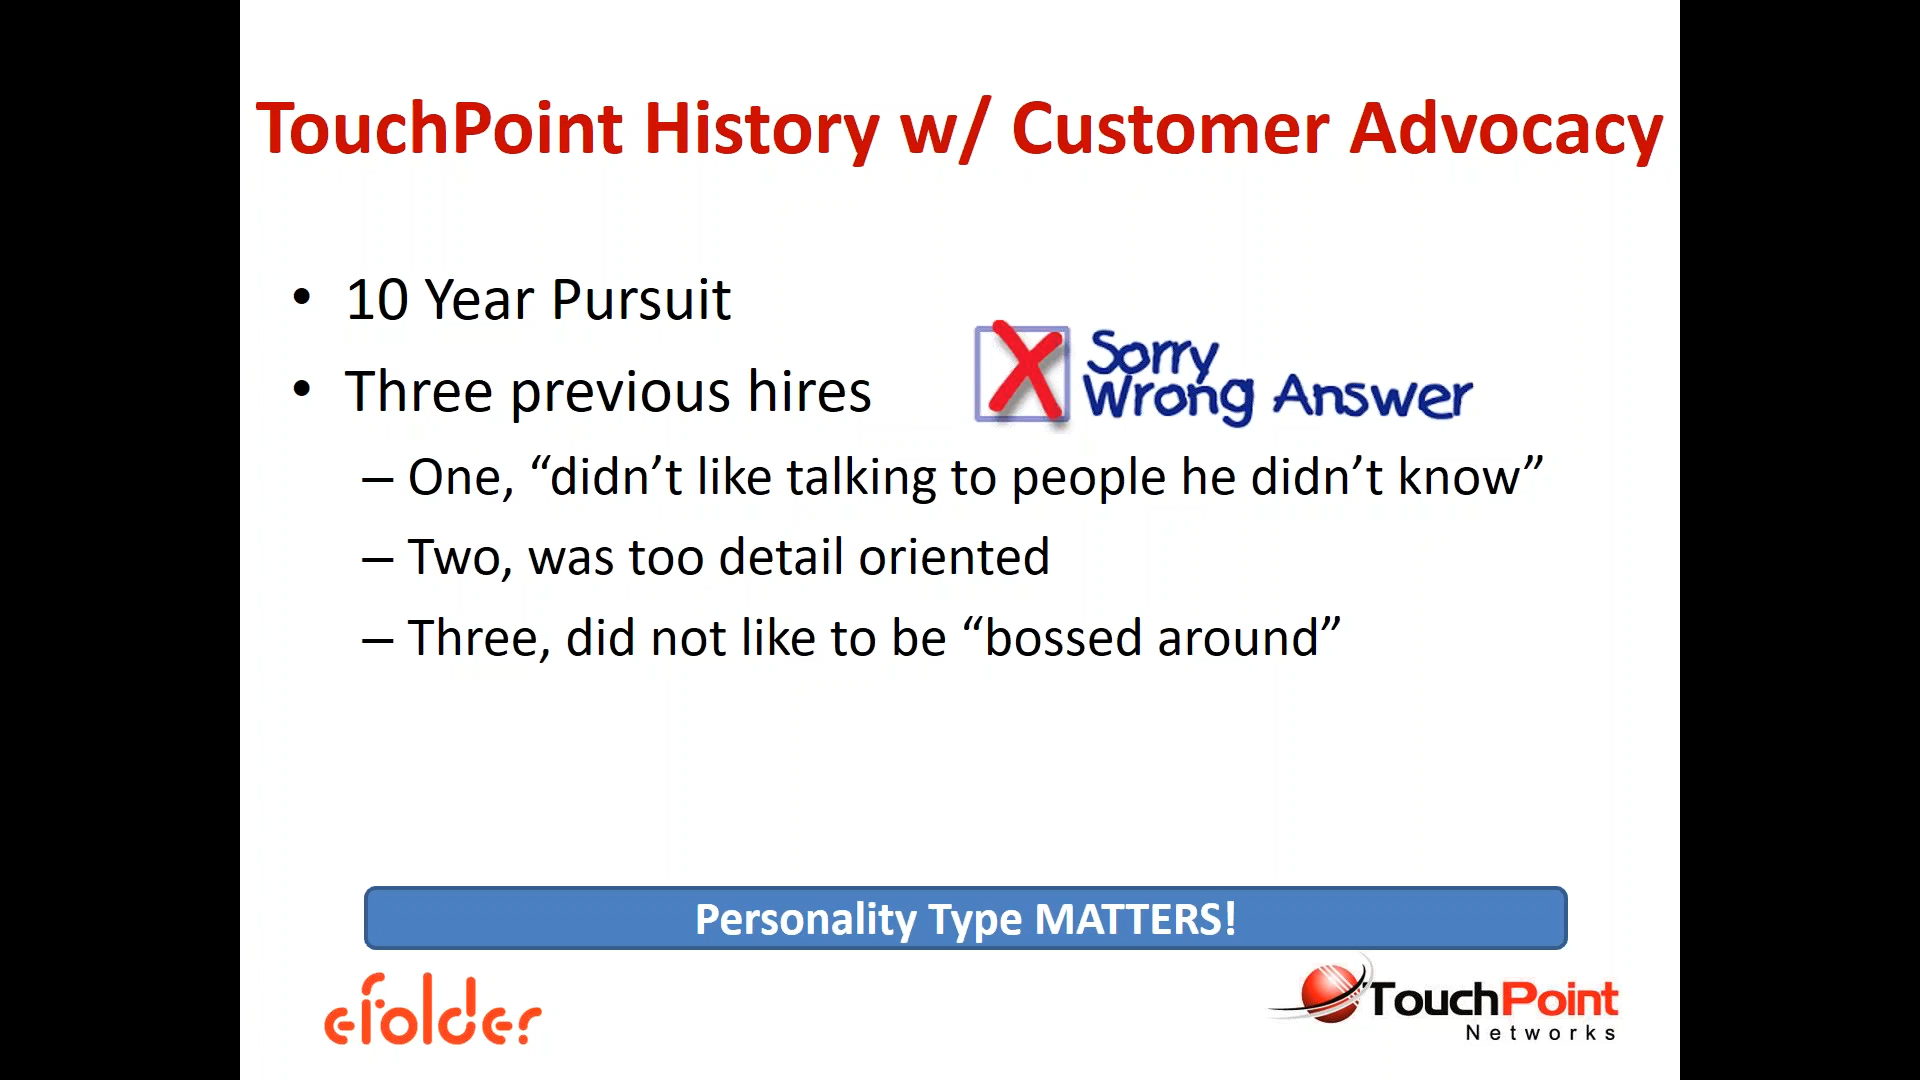 TouchPoint History w/ Customer Advocacy
• 10 Year Pursuit
• Three previous hires
Sorry
Wrong Answer
– One, “didn’t like talking to people he didn’t know”
– Two, was too detail oriented
– Three, did not like to be “bossed around”
Personality Type MATTERS!
efolder
TouchPoint
Networks